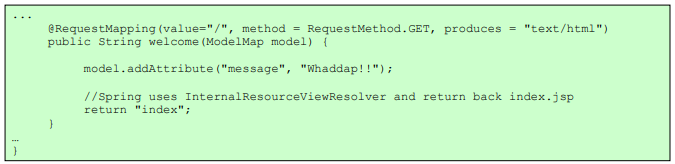 ...
@RequestMapping(value="/", method = RequestMethod.GET, produces = "text/html")
public String welcome(ModelMap model) {
model.addAttribute("message", "Whaddap!!");
//Spring uses InternalResourceViewResolver and return back index.jsp
return "index";
}
…
}